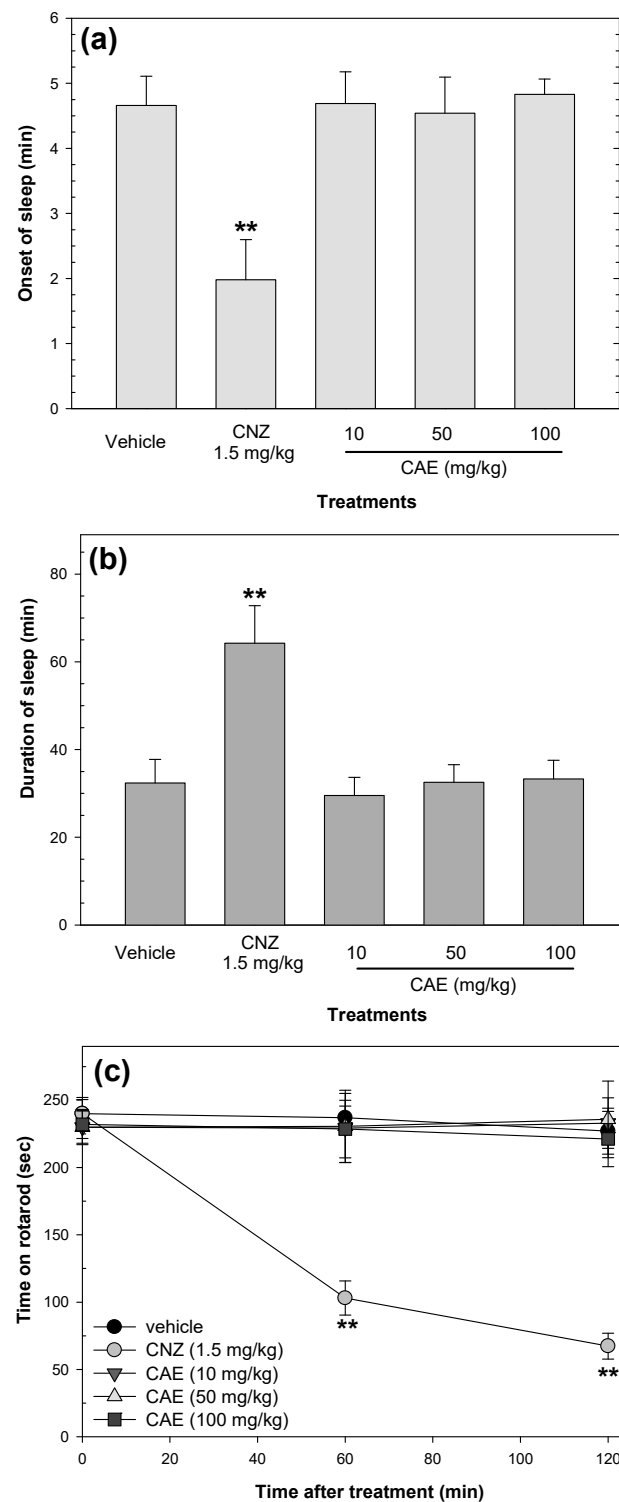 (a)
6
5
4
3
2
1
0
Onset of sleep (min)
**
Vehicle
CNZ
1.5 mg/kg
10 50 100
CAE (mg/kg)
Treatments
(b)
80
60
40
20
0
Duration of sleep (min)
**
Vehicle
CNZ
1.5 mg/kg
10 50 100
CAE (mg/kg)
Treatments
(c)
250
200
150
100
50
0
Time on rotarod (sec)
**
**
vehicle
CNZ (1.5 mg/kg)
CAE (10 mg/kg)
CAE (50 mg/kg)
CAE (100 mg/kg)
0 20 40 60 80 100 120
Time after treatment (min)